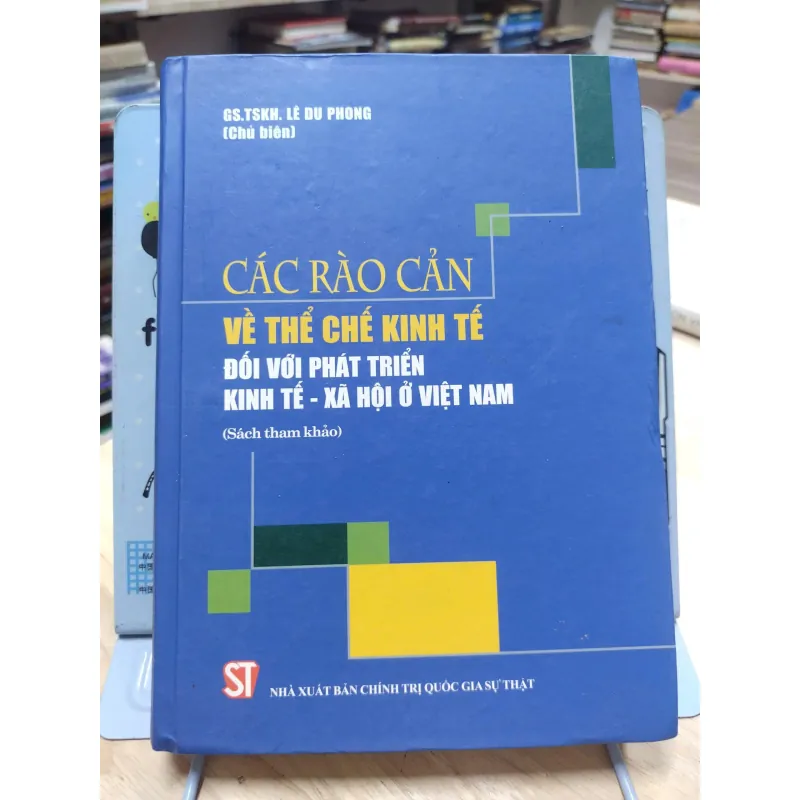 GS.TSKH. LÊ DU PHONG
(Chủ biên)
CÁC RÀO CẢN
VỀ THỂ CHẾ KINH TẾ
ĐỐI VỚI PHÁT TRIỂN
KINH TẾ - XÃ HỘI Ở VIỆT NAM
(Sách tham khảo)
ST
NHÀ XUẤT BẢN CHÍNH TRỊ QUỐC GIA SỰ THẬT